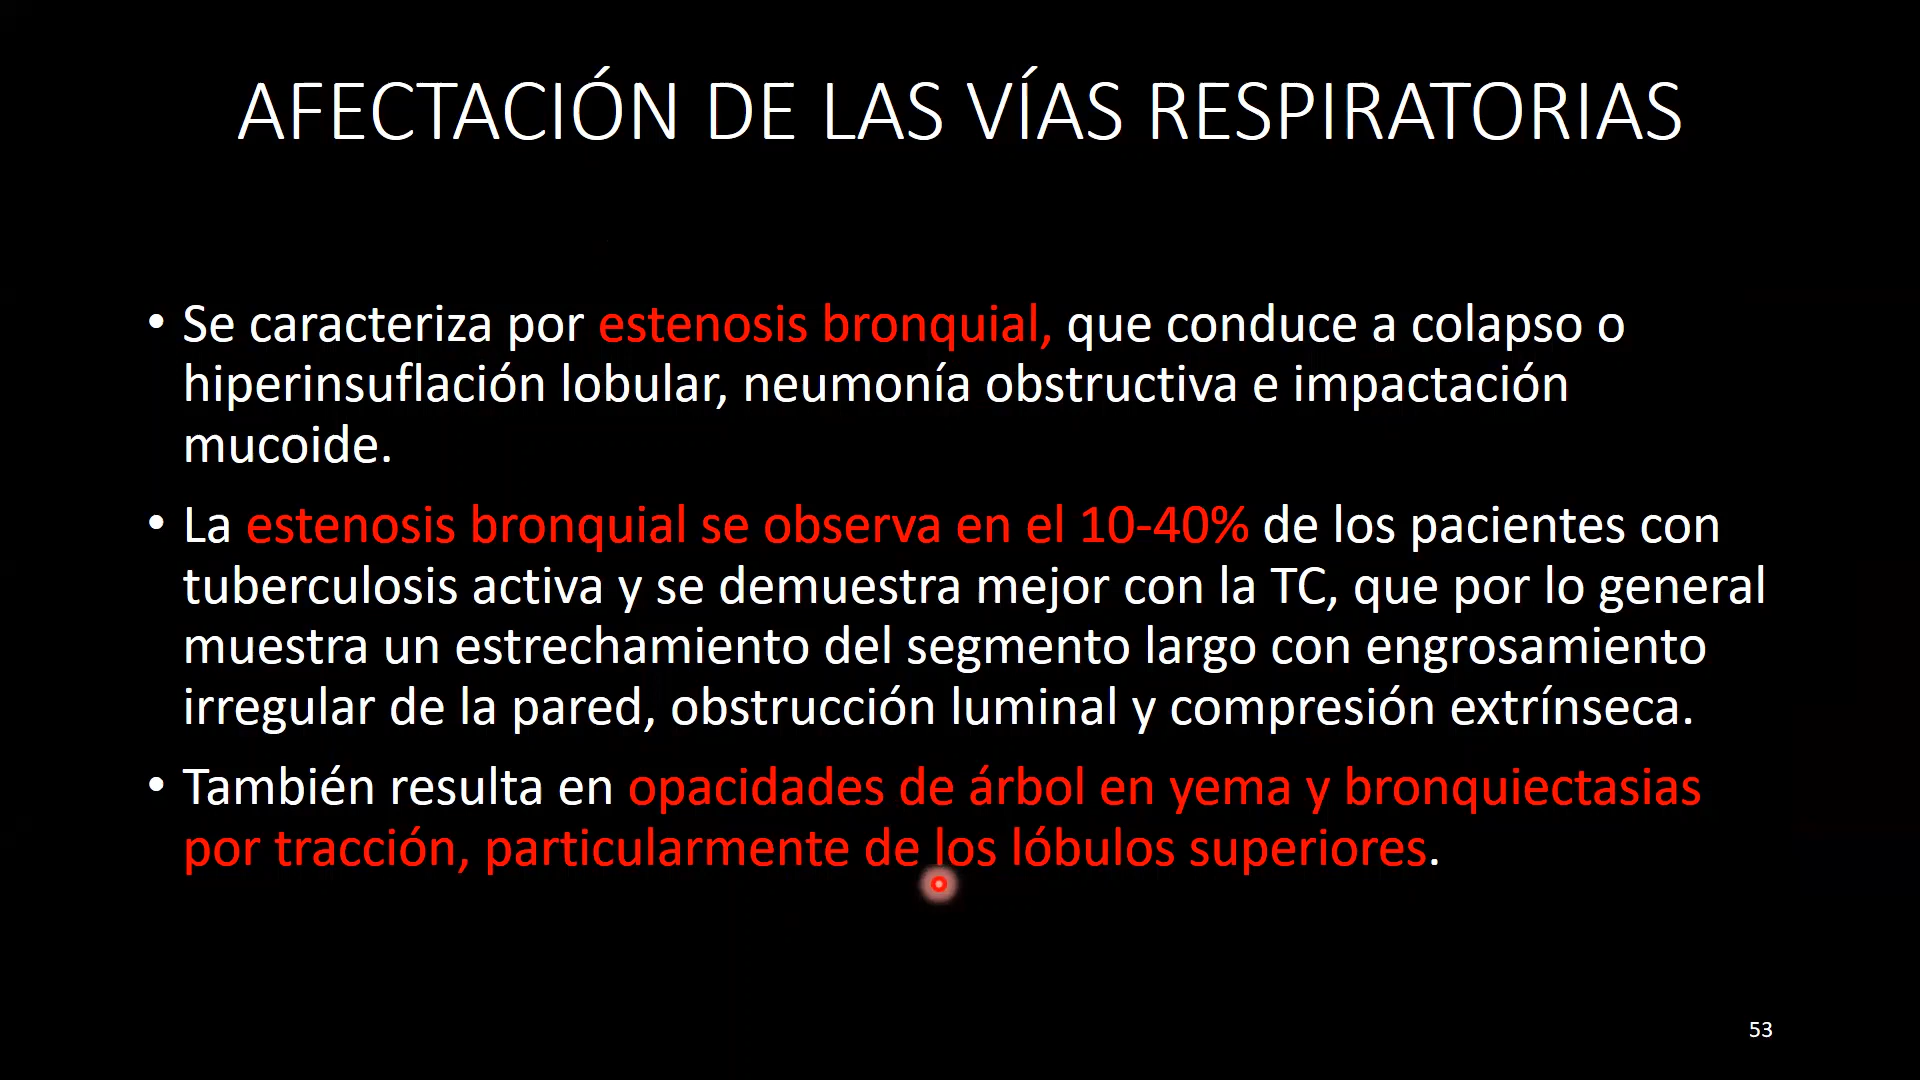 AFECTACIÓN DE LAS VÍAS RESPIRATORIAS
• Se caracteriza por estenosis bronquial, que conduce a colapso o
hiperinsuflación lobular, neumonía obstructiva e impactación
mucoide.
• La estenosis bronquial se observa en el 10-40% de los pacientes con
tuberculosis activa y se demuestra mejor con la TC, que por lo general
muestra un estrechamiento del segmento largo con engrosamiento
irregular de la pared, obstrucción luminal y compresión extrínseca.
• También resulta en opacidades de árbol en yema y bronquiectasias
por tracción, particularmente de los lóbulos superiores.
53